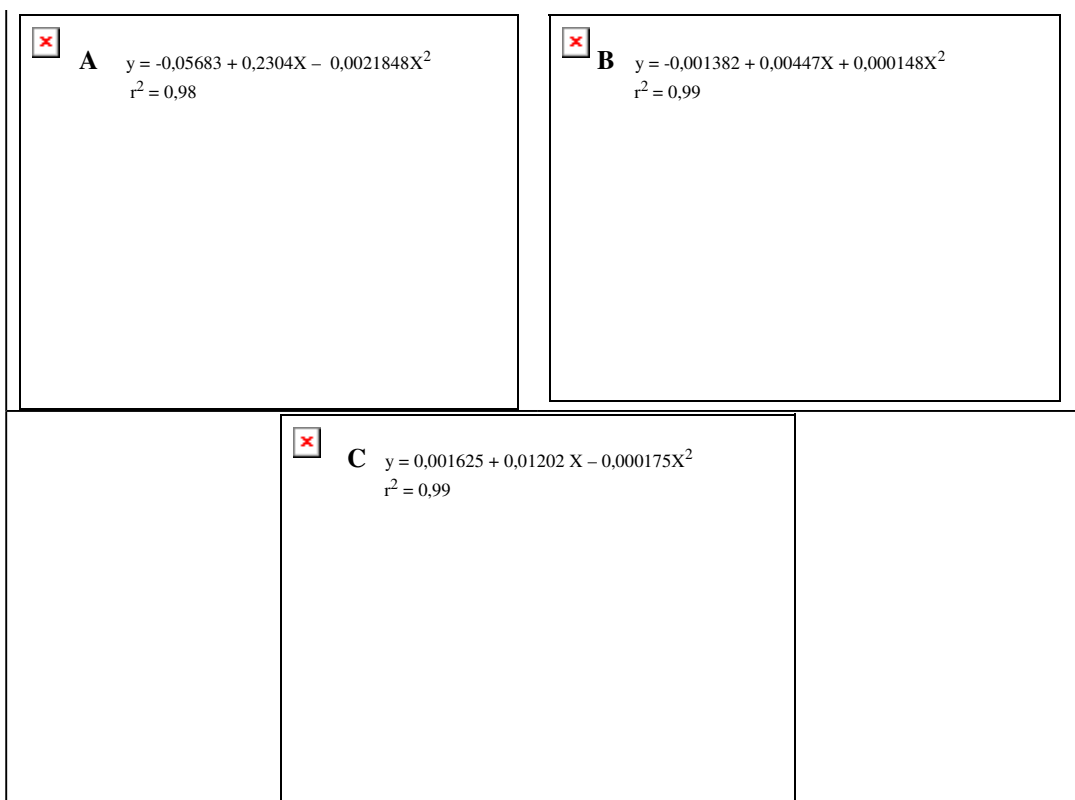 A y = -0,05683 + 0,2304X – 0,0021848X²
r² = 0,98
B y = -0,001382 + 0,00447X + 0,000148X²
r² = 0,99
C y = 0,001625 + 0,01202 X – 0,000175X²
r² = 0,99